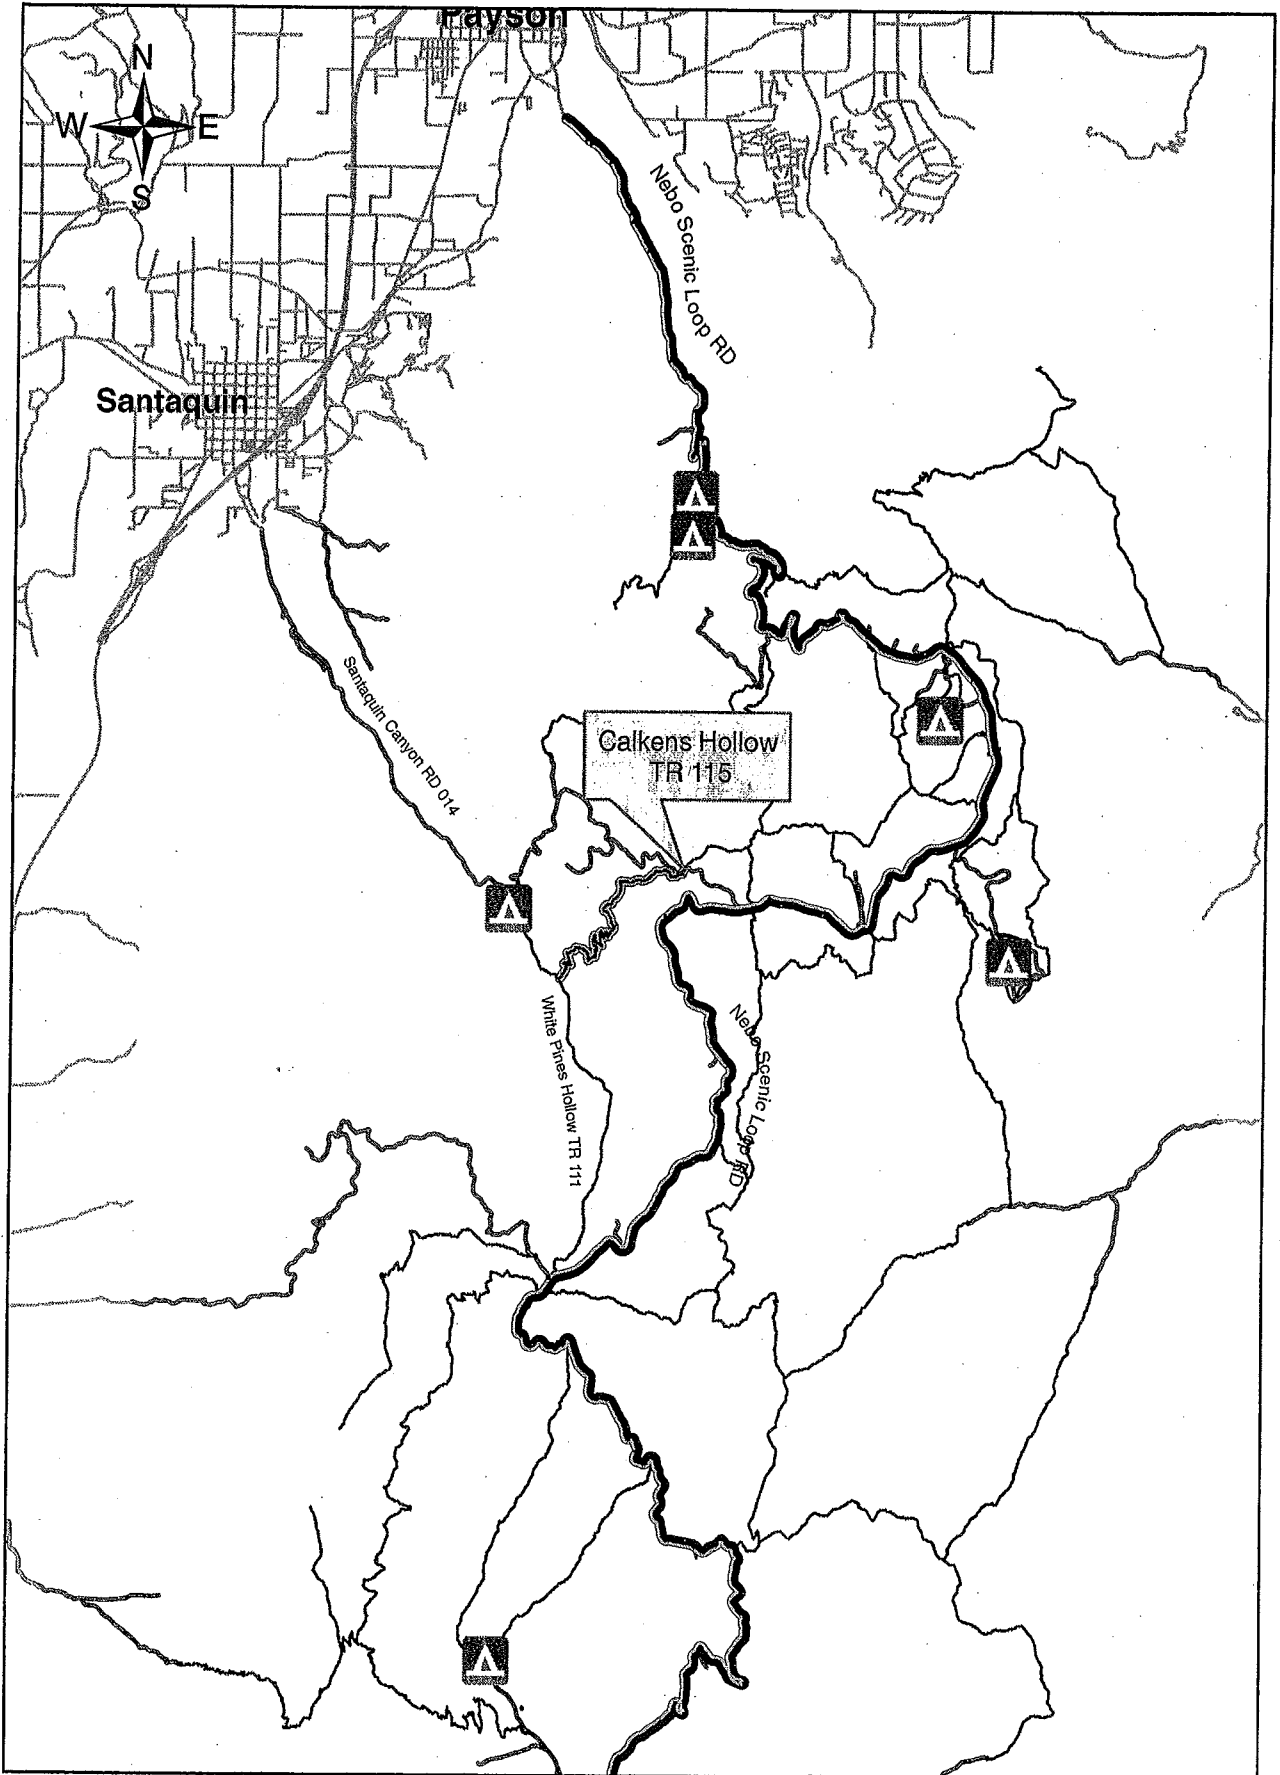 Payson
N
W E
S
Nebo Scenic Loop RD
Santaquin
Santaquin Canyon RD 014
Calkens Hollow
TR 115
White Pines Hollow TR 111
Nebo Scenic Loop RD